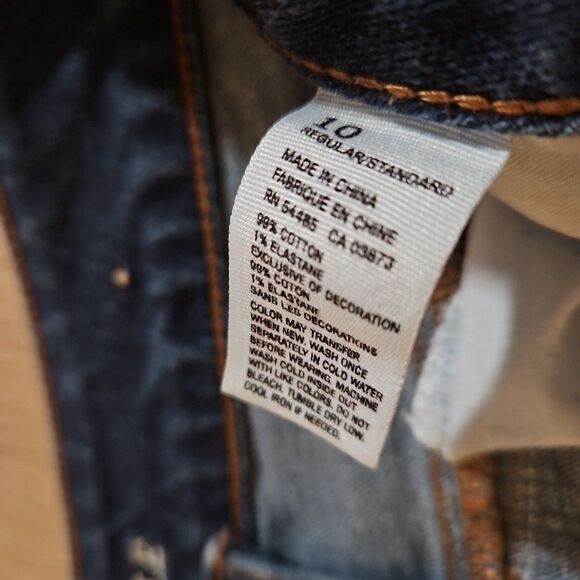 10
REGULAR/STANDARD
MADE IN CHINA
FABRIQUÉ EN CHINE
RN 54485 CA 03873
99% COTTON
1% ELASTANE
EXCLUSIVE OF DECORATION
99% COTON
1% ELASTANE
SANS LES DECORATIONS
COLOR MAY TRANSFER
WHEN NEW. WASH ONCE
SEPARATELY IN COLD WATER
BEFORE WEARING. MACHINE
WASH COLD INSIDE OUT
WITH LIKE COLORS. DO NOT
BLEACH. TUMBLE DRY LOW.
COOL IRON IF NEEDED.